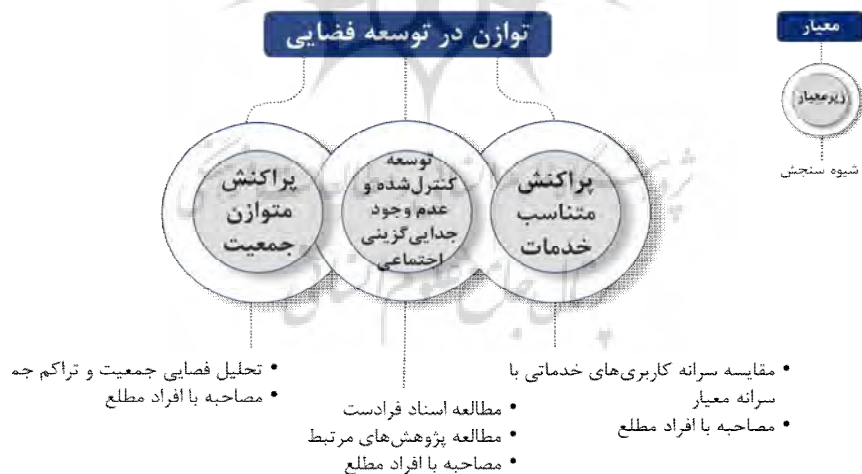 توازن در توسعه فضایی
معیار
زیرمعیار
شیوه سنجش
پراکنش
متناسب
خدمات
توسعه
کنترل‌شده و
عدم وجود
جدایی‌گزینی
اجتماعی
پراکنش
متوازن
جمعیت
• مقایسه سرانه کاربری‌های خدماتی با
سرانه معیار
• مصاحبه با افراد مطلع
• مطالعه اسناد فرادست
• مطالعه پژوهش‌های مرتبط
• مصاحبه با افراد مطلع
• تحلیل فضایی جمعیت و تراکم جم
• مصاحبه با افراد مطلع